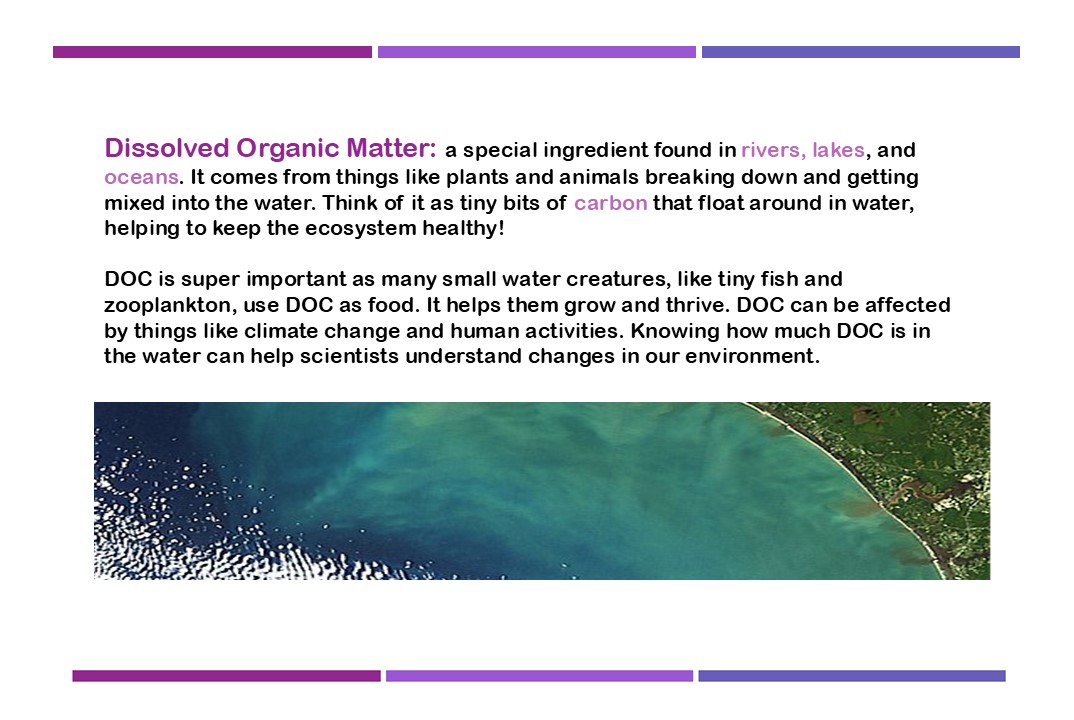 Dissolved Organic Matter: a special ingredient found in rivers, lakes, and
oceans. It comes from things like plants and animals breaking down and getting
mixed into the water. Think of it as tiny bits of carbon that float around in water,
helping to keep the ecosystem healthy!
DOC is super important as many small water creatures, like tiny fish and
zooplankton, use DOC as food. It helps them grow and thrive. DOC can be affected
by things like climate change and human activities. Knowing how much DOC is in
the water can help scientists understand changes in our environment.